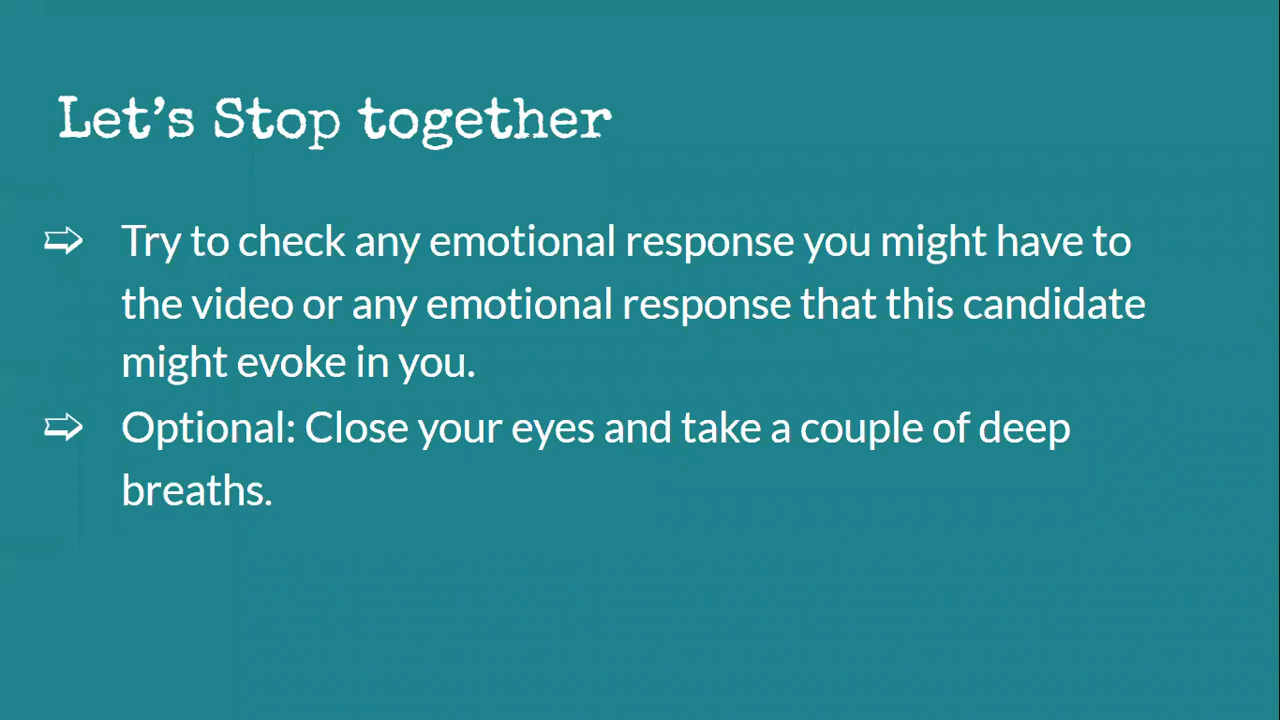 Let’s Stop together
➩ Try to check any emotional response you might have to
the video or any emotional response that this candidate
might evoke in you.
➩ Optional: Close your eyes and take a couple of deep
breaths.